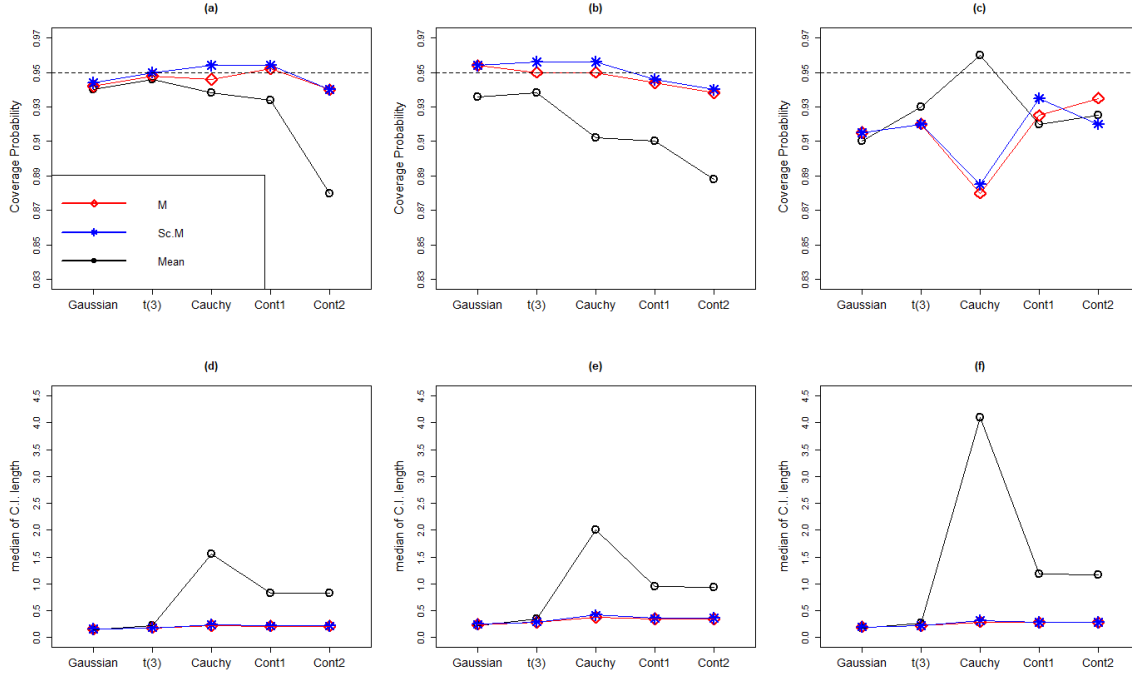 (a)
Coverage Probability
0.97
0.95
0.93
0.91
0.89
0.87
0.85
0.83
M
Sc.M
Mean
Gaussian
t(3)
Cauchy
Cont1
Cont2
(b)
Coverage Probability
0.97
0.95
0.93
0.91
0.89
0.87
0.85
0.83
Gaussian
t(3)
Cauchy
Cont1
Cont2
(c)
Coverage Probability
0.97
0.95
0.93
0.91
0.89
0.87
0.85
0.83
Gaussian
t(3)
Cauchy
Cont1
Cont2
(d)
median of C.I. length
4.5
4.0
3.5
3.0
2.5
2.0
1.5
1.0
0.5
0.0
Gaussian
t(3)
Cauchy
Cont1
Cont2
(e)
median of C.I. length
4.5
4.0
3.5
3.0
2.5
2.0
1.5
1.0
0.5
0.0
Gaussian
t(3)
Cauchy
Cont1
Cont2
(f)
median of C.I. length
4.5
4.0
3.5
3.0
2.5
2.0
1.5
1.0
0.5
0.0
Gaussian
t(3)
Cauchy
Cont1
Cont2